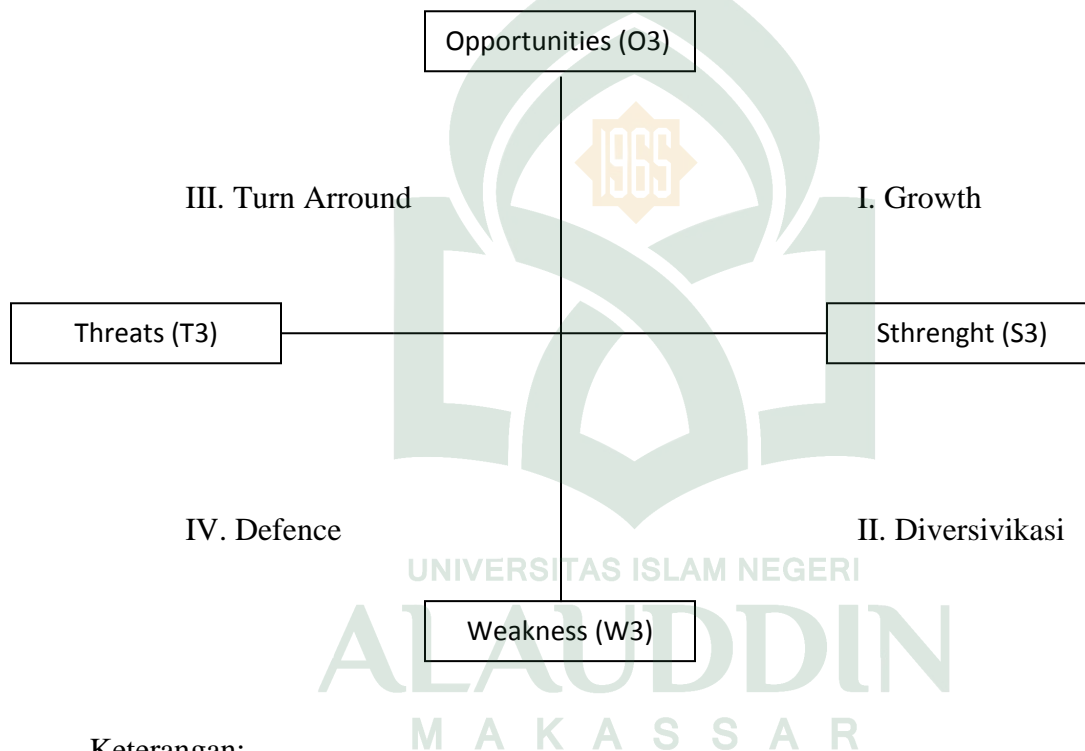 Opportunities (O3)
1965
III. Turn Arround
I. Growth
Threats (T3)
Sthrenght (S3)
IV. Defence
II. Diversivikasi
UNIVERSITAS ISLAM NEGERI
Weakness (W3)
ALAUDDIN
MAKASSAR
Keterangan: